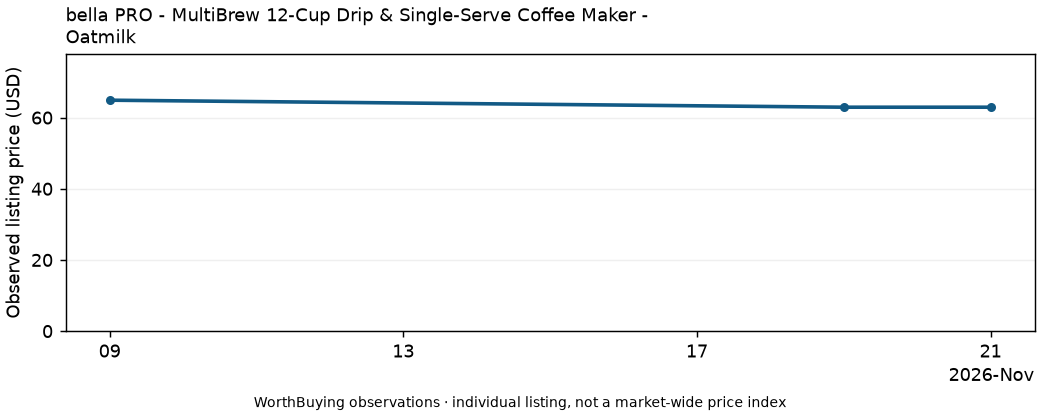 bella PRO - MultiBrew 12-Cup Drip & Single-Serve Coffee Maker -
Oatmilk
Observed listing price (USD)
60
40
20
0
09
13
17
21
2026-Nov
WorthBuying observations · individual listing, not a market-wide price index